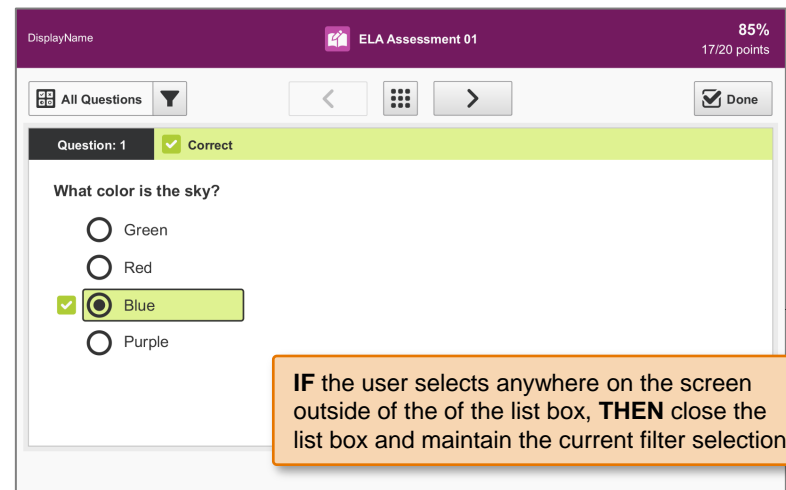 DisplayName
ELA Assessment 01
85%
17/20 points
All Questions
Done
Question: 1
Correct
What color is the sky?
Green
Red
Blue
Purple
IF the user selects anywhere on the screen
outside of the of the list box, THEN close the
list box and maintain the current filter selection